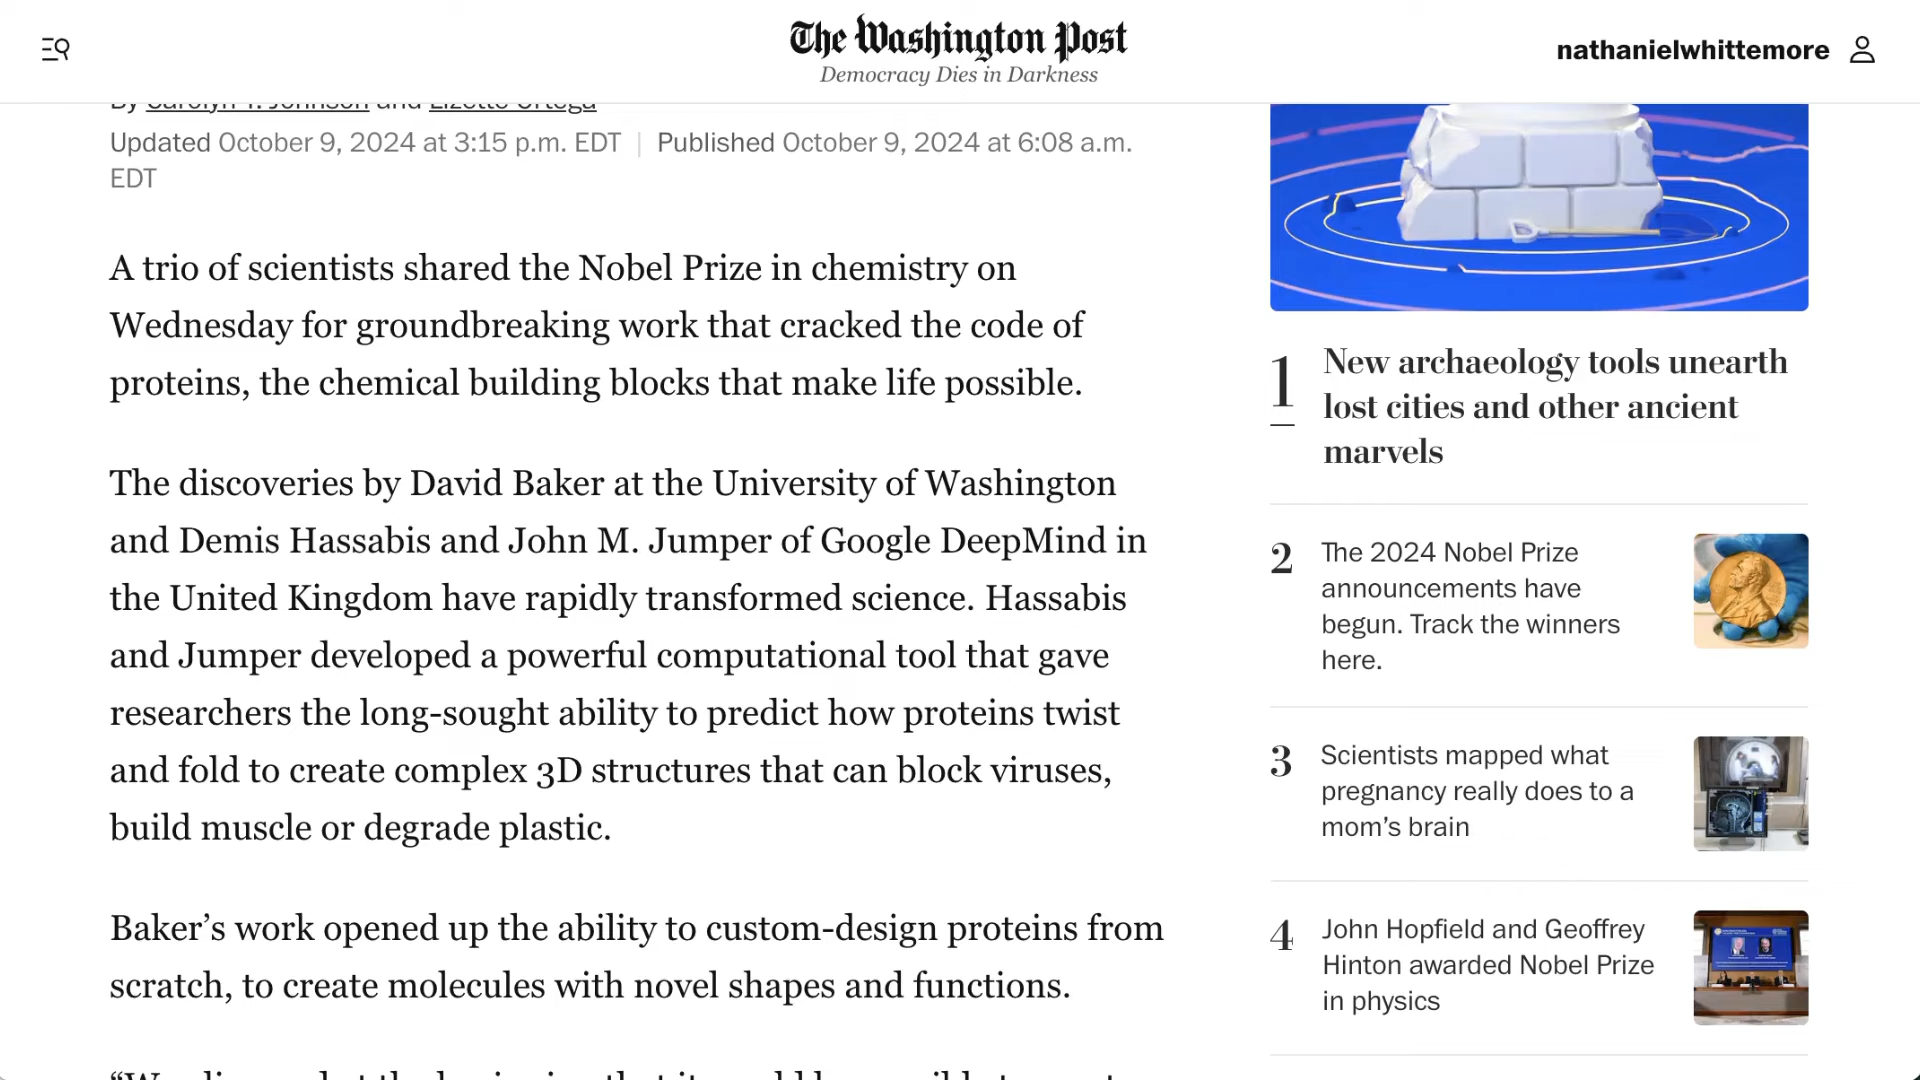 The Washington Post
Democracy Dies in Darkness
nathanielwhittemore
By Carolyn Y. Johnson and Lizette Ortega
Updated October 9, 2024 at 3:15 p.m. EDT | Published October 9, 2024 at 6:08 a.m.
EDT
A trio of scientists shared the Nobel Prize in chemistry on
Wednesday for groundbreaking work that cracked the code of
proteins, the chemical building blocks that make life possible.
The discoveries by David Baker at the University of Washington
and Demis Hassabis and John M. Jumper of Google DeepMind in
the United Kingdom have rapidly transformed science. Hassabis
and Jumper developed a powerful computational tool that gave
researchers the long-sought ability to predict how proteins twist
and fold to create complex 3D structures that can block viruses,
build muscle or degrade plastic.
Baker’s work opened up the ability to custom-design proteins from
scratch, to create molecules with novel shapes and functions.
1
New archaeology tools unearth
lost cities and other ancient
marvels
2
The 2024 Nobel Prize
announcements have
begun. Track the winners
here.
3
Scientists mapped what
pregnancy really does to a
mom’s brain
4
John Hopfield and Geoffrey
Hinton awarded Nobel Prize
in physics